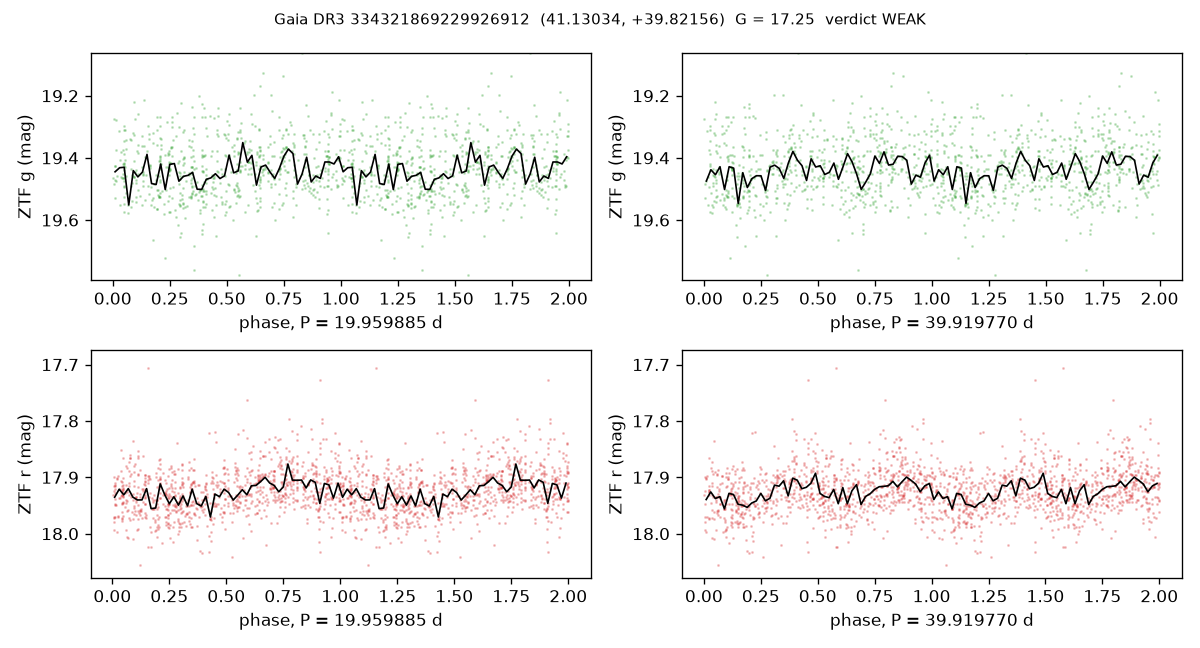 Gaia DR3 334321869229926912  (41.13034, +39.82156)  G = 17.25  verdict WEAK
ZTF g (mag)
19.2
19.4
19.6
0.00 0.25 0.50 0.75 1.00 1.25 1.50 1.75 2.00
phase, P = 19.959885 d
ZTF g (mag)
19.2
19.4
19.6
0.00 0.25 0.50 0.75 1.00 1.25 1.50 1.75 2.00
phase, P = 39.919770 d
ZTF r (mag)
17.7
17.8
17.9
18.0
0.00 0.25 0.50 0.75 1.00 1.25 1.50 1.75 2.00
phase, P = 19.959885 d
ZTF r (mag)
17.7
17.8
17.9
18.0
0.00 0.25 0.50 0.75 1.00 1.25 1.50 1.75 2.00
phase, P = 39.919770 d